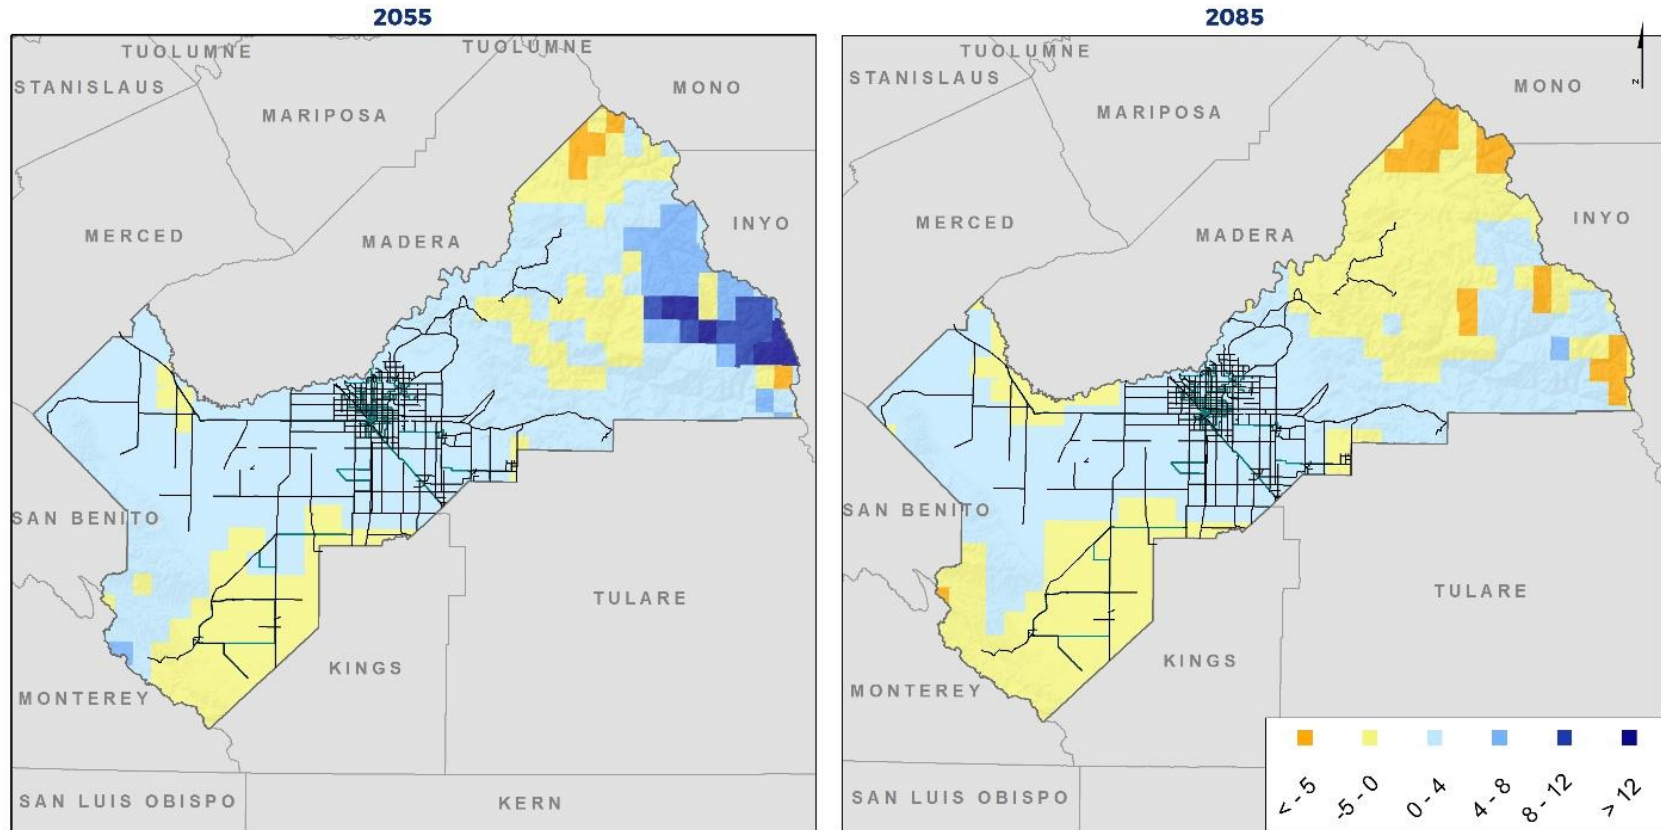 2055
TUOLUMNE
TUOLUMNE
STANISLAUS
MONO
MARIPOSA
INYO
MERCED
MADERA
SAN BENITO
TULARE
KINGS
MONTEREY
SAN LUIS OBISPO
KERN
2085
TUOLUMNE
STANISLAUS
MONO
MARIPOSA
INYO
MERCED
MADERA
SAN BENITO
TULARE
KINGS
MONTEREY
SAN LUIS OBISPO
N
< -5
-5 - 0
0 - 4
4 - 8
8 - 12
> 12